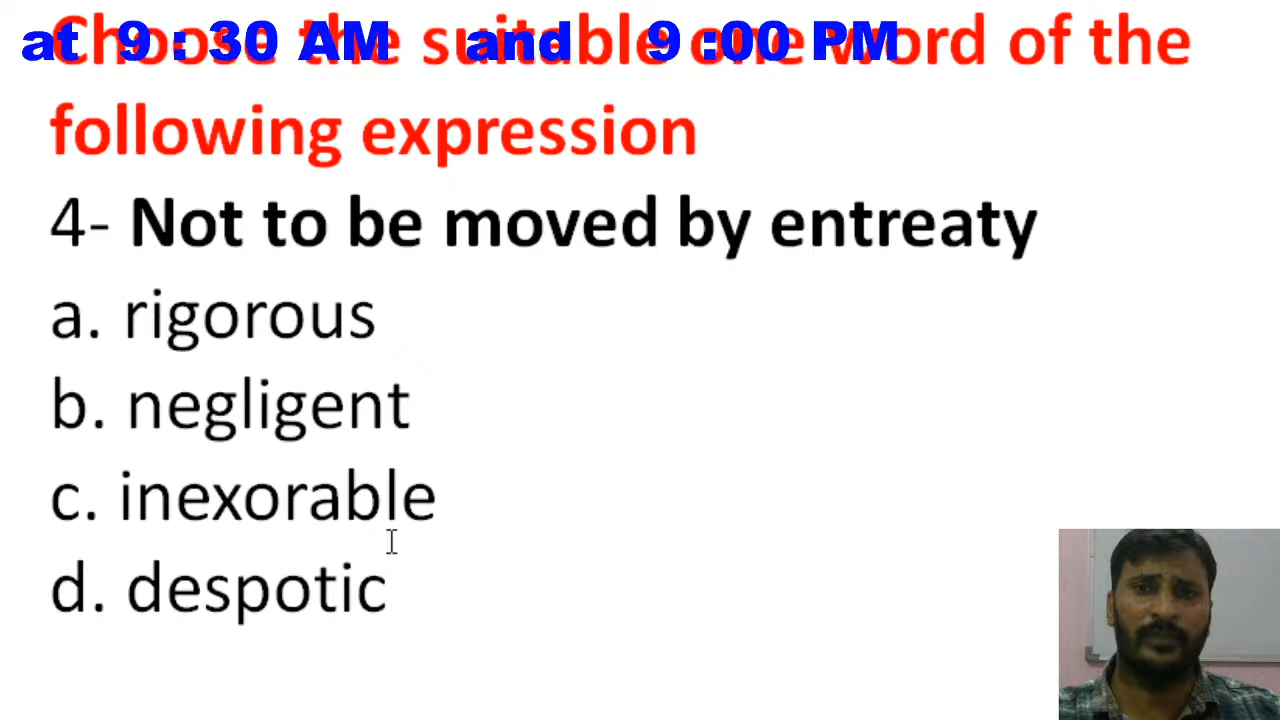 at 9 : 30 AM and 9 :00 PM
Choose the suitable one word of the
following expression
4- Not to be moved by entreaty
a. rigorous
b. negligent
c. inexorable
d. despotic